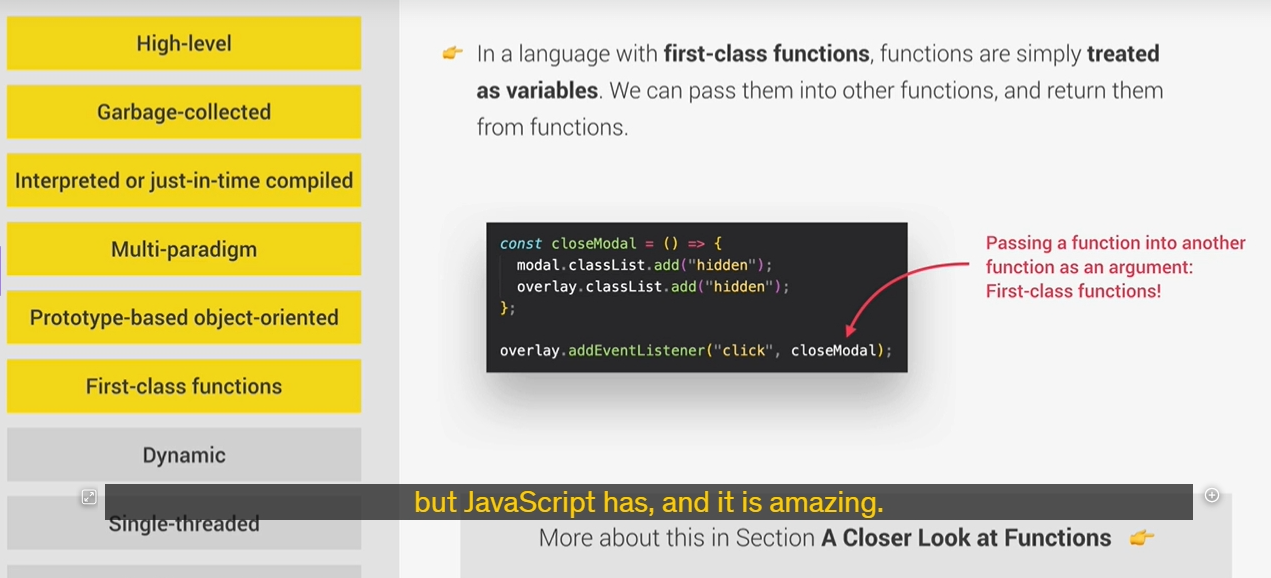 High-level
Garbage-collected
Interpreted or just-in-time compiled
Multi-paradigm
Prototype-based object-oriented
First-class functions
Dynamic
Single-threaded
👉 In a language with first-class functions, functions are simply treated
as variables. We can pass them into other functions, and return them
from functions.
const closeModal = () => {
  modal.classList.add("hidden");
  overlay.classList.add("hidden");
};
overlay.addEventListener("click", closeModal);
Passing a function into another
function as an argument:
First-class functions!
but JavaScript has, and it is amazing.
More about this in Section A Closer Look at Functions 👉